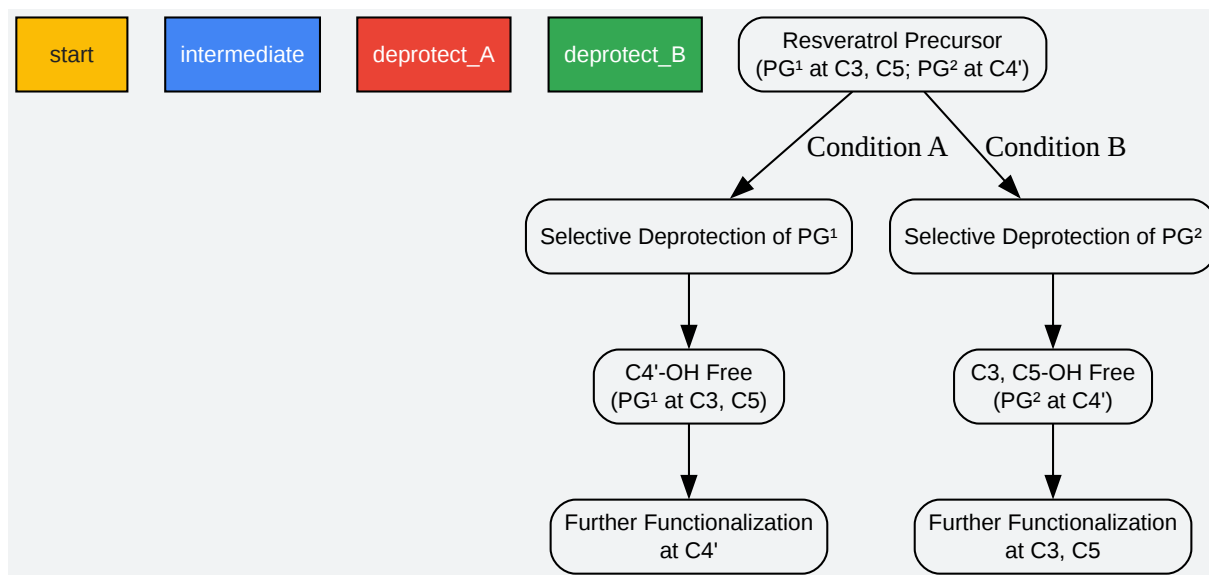 start
intermediate
deprotect_A
deprotect_B
Resveratrol Precursor
(PG¹ at C3, C5; PG² at C4')
Condition A
Condition B
Selective Deprotection of PG¹
Selective Deprotection of PG²
C4'-OH Free
(PG¹ at C3, C5)
C3, C5-OH Free
(PG² at C4')
Further Functionalization
at C4'
Further Functionalization
at C3, C5